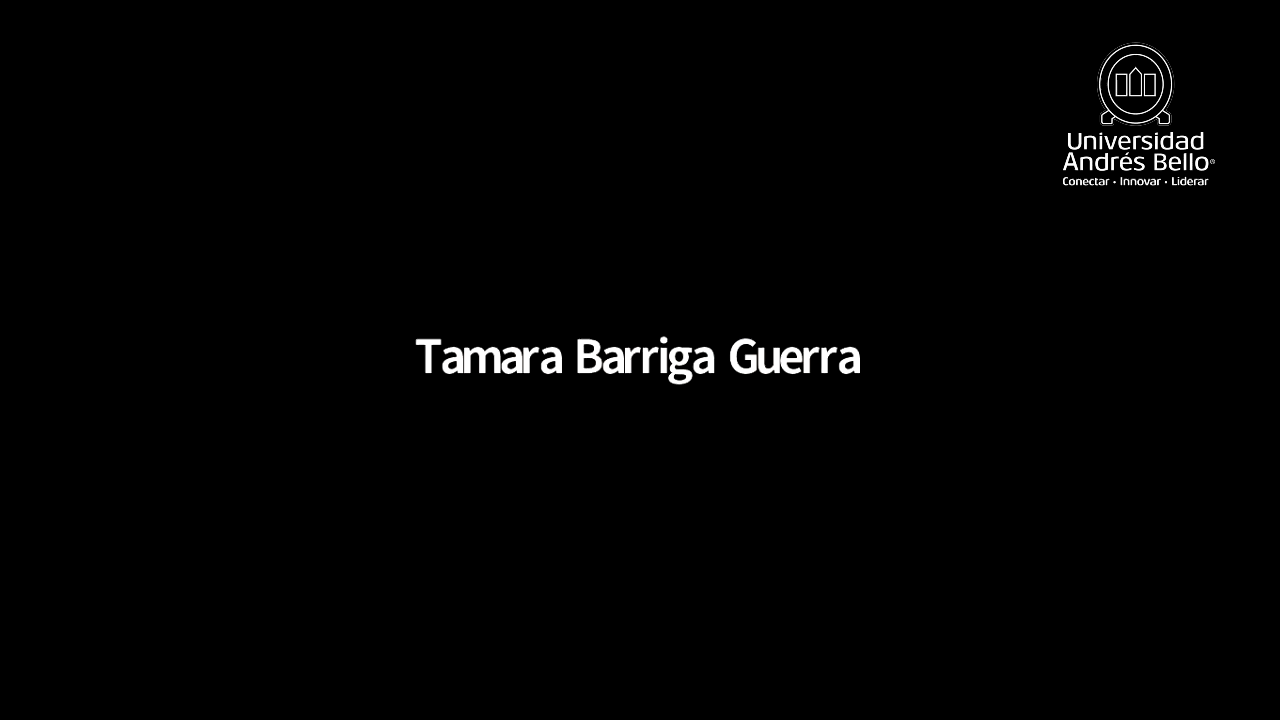 Universidad
Andrés Bello®
Conectar • Innovar • Liderar
Tamara Barriga Guerra